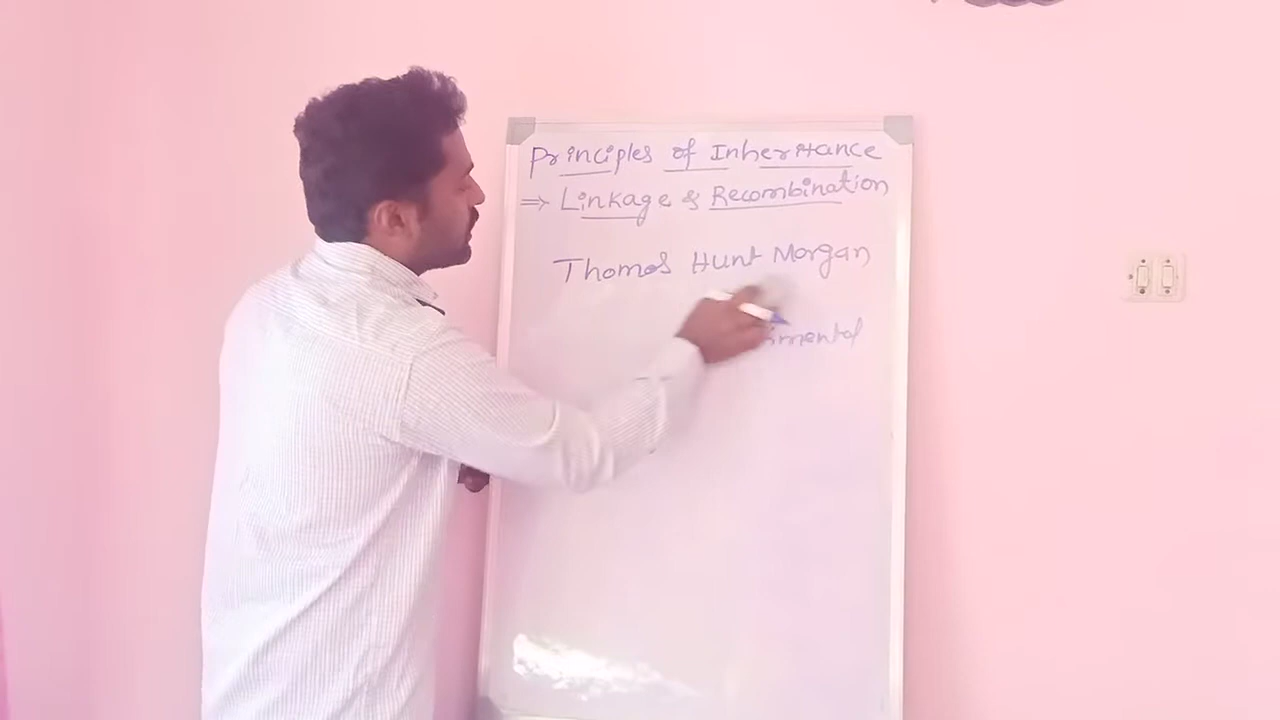 Principles of Inheritance
⇒ Linkage & Recombination
Thomas Hunt Morgan